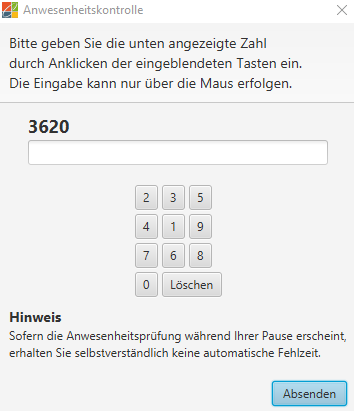 Anwesenheitskontrolle
Bitte geben Sie die unten angezeigte Zahl
durch Anklicken der eingeblendeten Tasten ein.
Die Eingabe kann nur über die Maus erfolgen.
3620
2 3 5
4 1 9
7 6 8
0 Löschen
Hinweis
Sofern die Anwesenheitsprüfung während Ihrer Pause erscheint,
erhalten Sie selbstverständlich keine automatische Fehlzeit.
Absenden